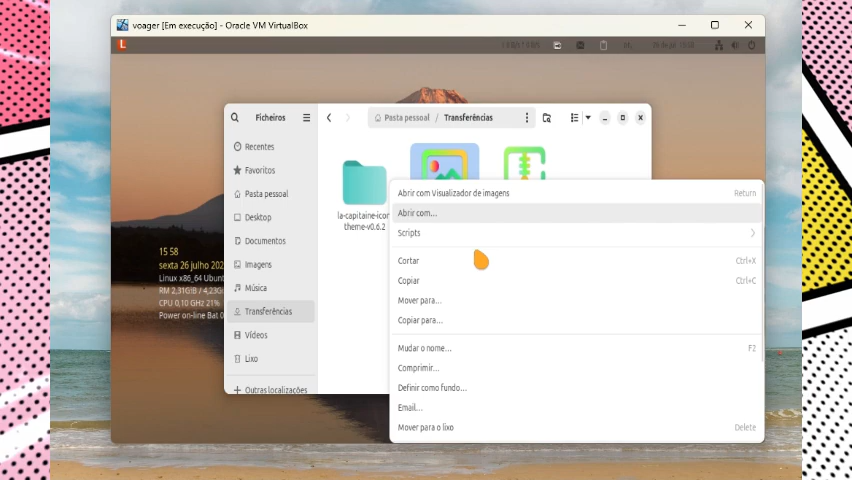 voager [Em execução] - Oracle VM VirtualBox
L
Ficheiros
Pasta pessoal / Transferências
Recentes
Favoritos
Pasta pessoal
Desktop
Documentos
Imagens
Música
Transferências
Vídeos
Lixo
Outras localizações
la-capitaine-icon
theme-v0.6.2
Abrir com Visualizador de imagens Return
Abrir com...
Scripts
Cortar Ctrl+X
Copiar Ctrl+C
Mover para...
Copiar para...
Mudar o nome... F2
Comprimir...
Definir como fundo...
Email...
Mover para o lixo Delete
15 58
sexta 26 julho 202
Linux x86_64 Ubunt
RM 2,31GiB / 4,23G
CPU 0,10 GHz 21%
Power on-line Bat 0